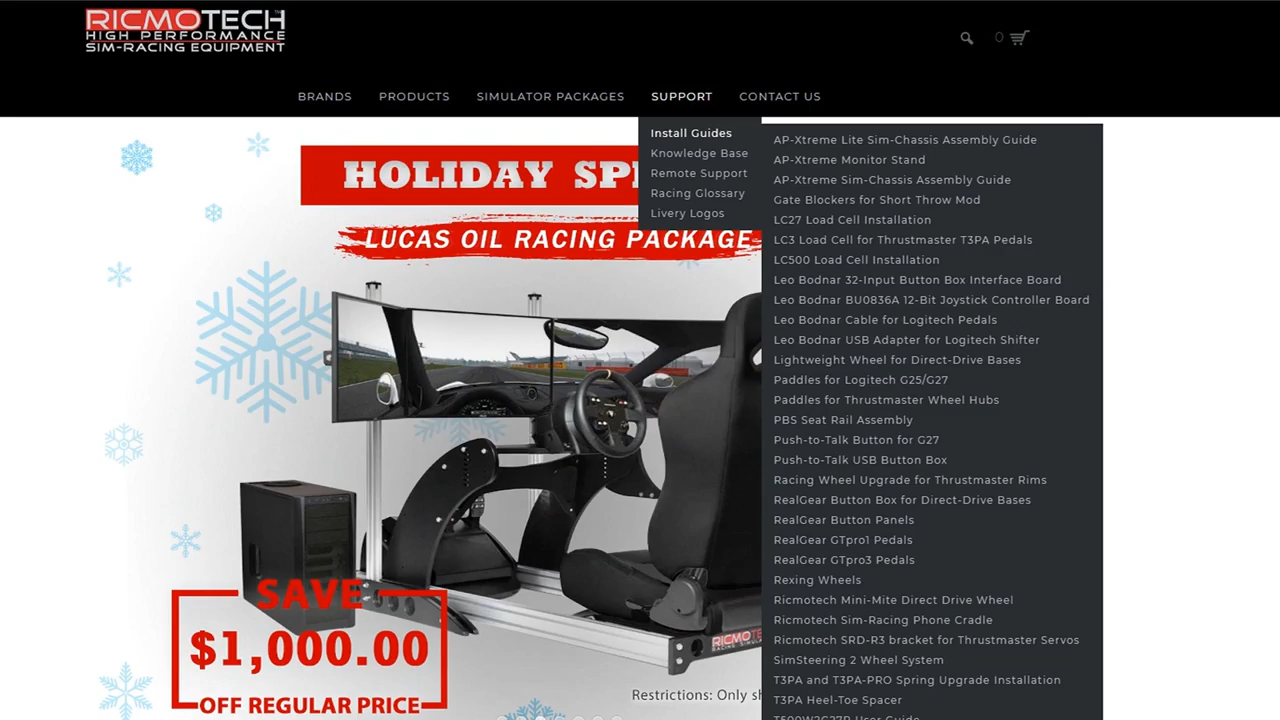 RICMOTECH
HIGH PERFORMANCE
SIM-RACING EQUIPMENT
0
BRANDS PRODUCTS SIMULATOR PACKAGES SUPPORT CONTACT US
Install Guides
Knowledge Base
Remote Support
Racing Glossary
Livery Logos
AP-Xtreme Lite Sim-Chassis Assembly Guide
AP-Xtreme Monitor Stand
AP-Xtreme Sim-Chassis Assembly Guide
Gate Blockers for Short Throw Mod
LC27 Load Cell Installation
LC3 Load Cell for Thrustmaster T3PA Pedals
LC500 Load Cell Installation
Leo Bodnar 32-Input Button Box Interface Board
Leo Bodnar BU0836A 12-Bit Joystick Controller Board
Leo Bodnar Cable for Logitech Pedals
Leo Bodnar USB Adapter for Logitech Shifter
Lightweight Wheel for Direct-Drive Bases
Paddles for Logitech G25/G27
Paddles for Thrustmaster Wheel Hubs
PBS Seat Rail Assembly
Push-to-Talk Button for G27
Push-to-Talk USB Button Box
Racing Wheel Upgrade for Thrustmaster Rims
RealGear Button Box for Direct-Drive Bases
RealGear Button Panels
RealGear GTpro1 Pedals
RealGear GTpro3 Pedals
Rexing Wheels
Ricmotech Mini-Mite Direct Drive Wheel
Ricmotech Sim-Racing Phone Cradle
Ricmotech SRD-R3 bracket for Thrustmaster Servos
SimSteering 2 Wheel System
T3PA and T3PA-PRO Spring Upgrade Installation
T3PA Heel-Toe Spacer
HOLIDAY SP
LUCAS OIL RACING PACKAGE
SAVE
$1,000.00
OFF REGULAR PRICE
RICMOTE
Restrictions: Only